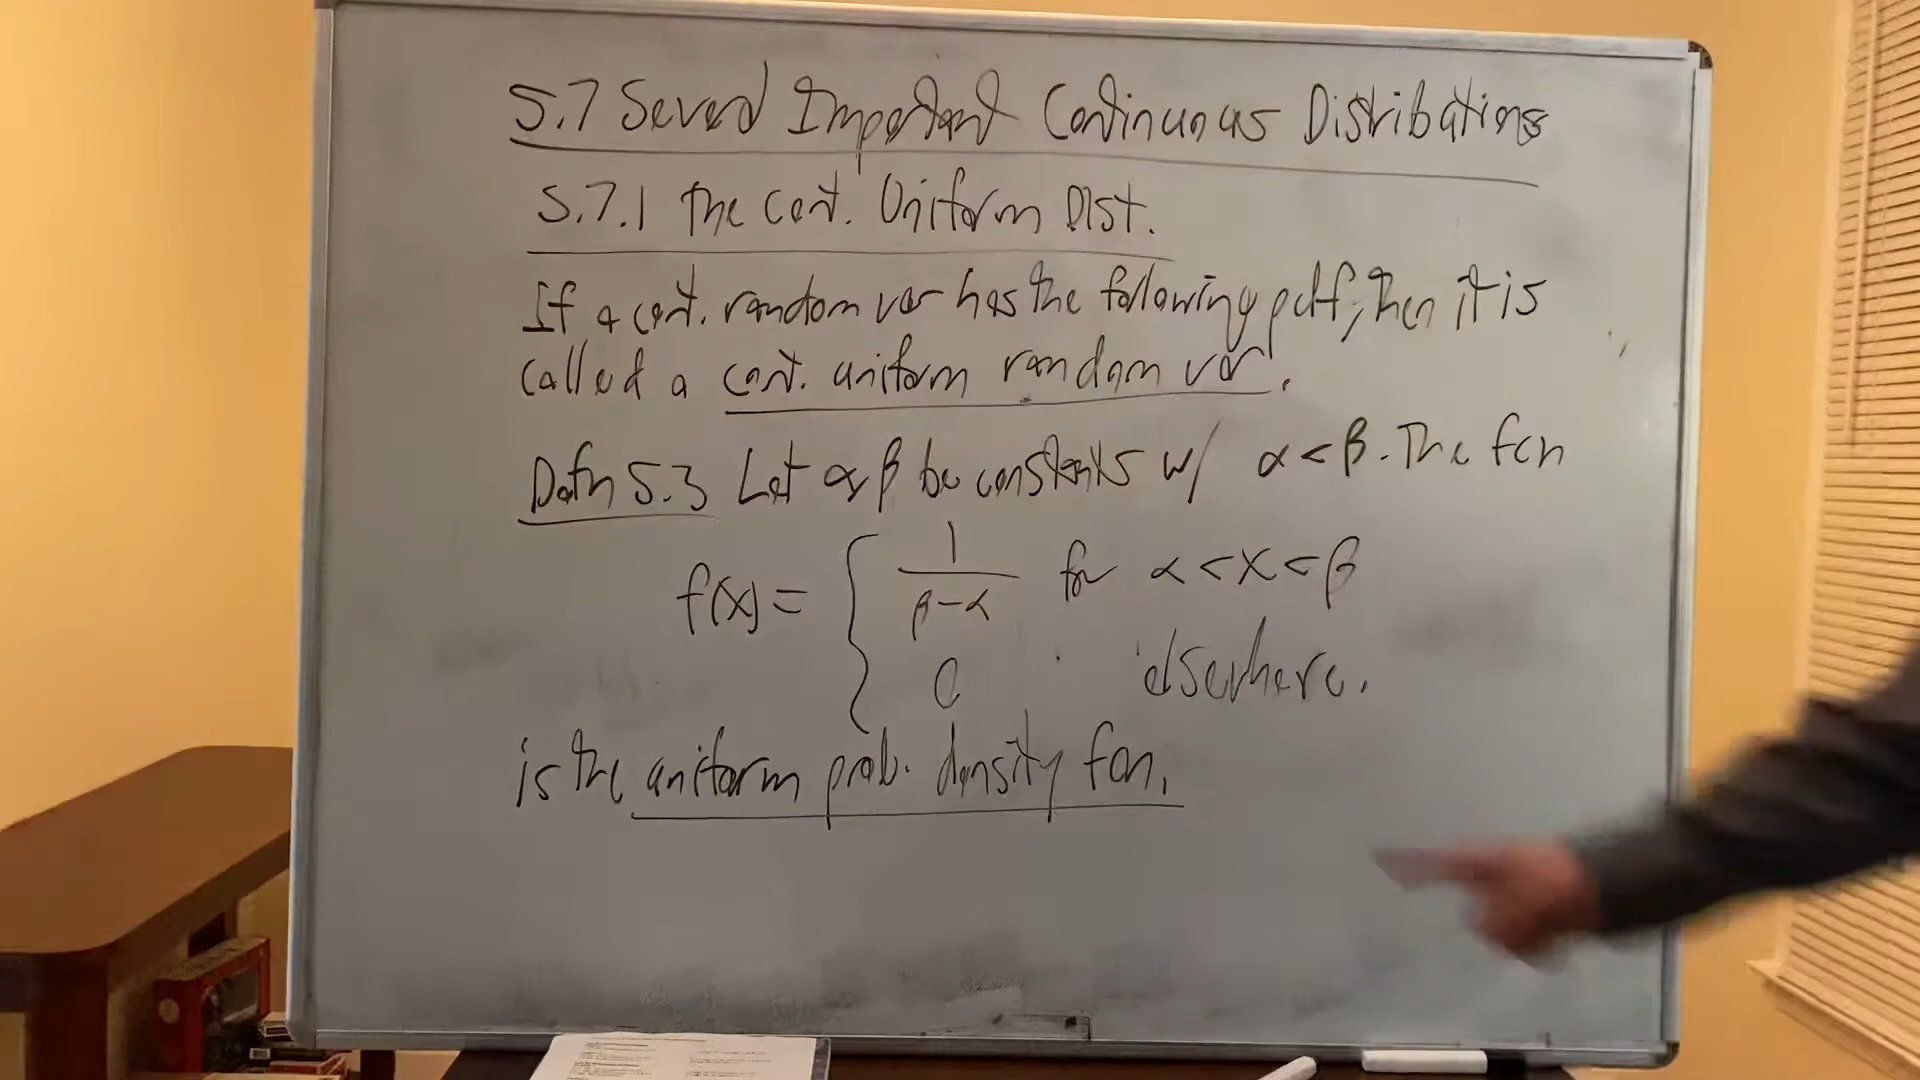 5.7 Several Important Continuous Distributions
5.7.1 The cont. Uniform Dist.
If a cont. random var has the following pdf, then it is
called a cont. uniform random var.
Defn 5.3 Let α, β be constants w/ α < β. The fcn
f(x) = { 1/(β-α) for α < x < β
0 elsewhere.
is the uniform prob. density fcn.